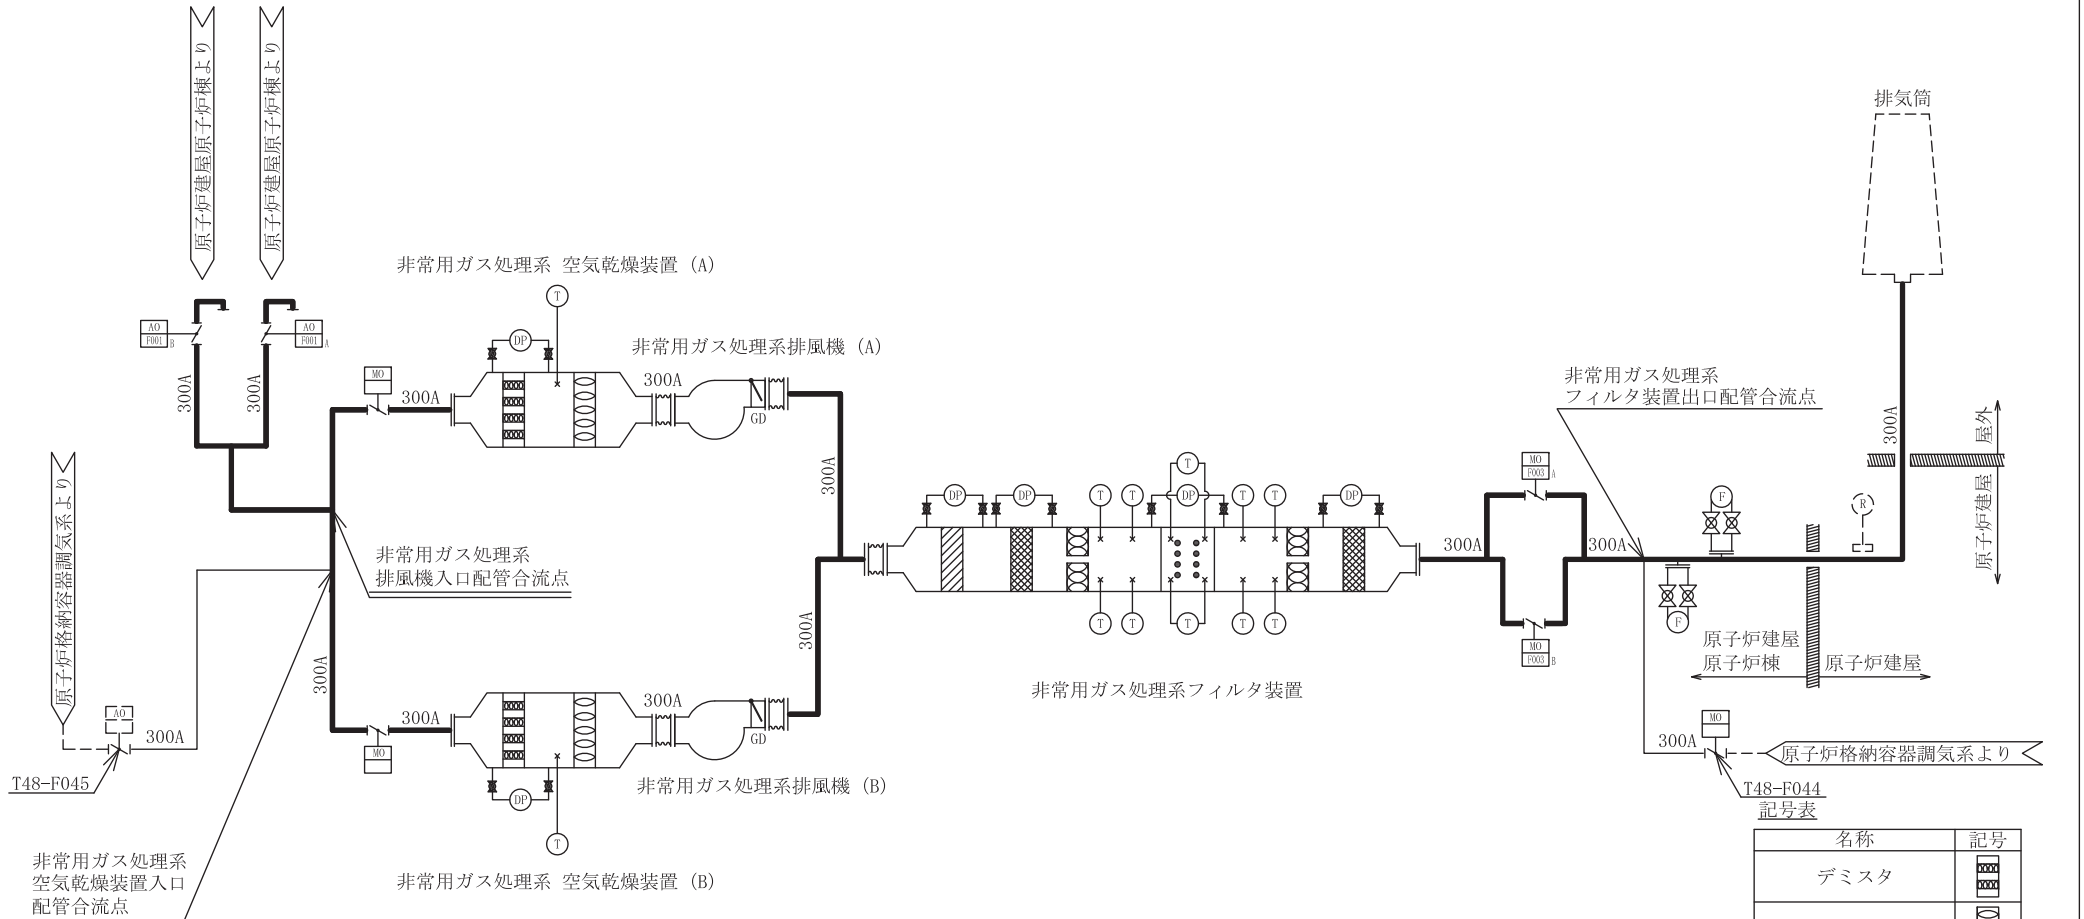 原子炉建屋原子炉棟より
原子炉建屋原子炉棟より
排気筒
非常用ガス処理系 空気乾燥装置 (A)
T
AO
F001
B
AO
F001
A
DP
非常用ガス処理系排風機 (A)
300A
300A
MO
300A
300A
GD
非常用ガス処理系
フィルタ装置出口配管合流点
300A
屋外
原子炉建屋
原子炉格納容器調気系より
300A
T
MO
F003
A
DP
DP
T
T
DP
T
T
DP
F
R
非常用ガス処理系
排風機入口配管合流点
300A
300A
300A
T
T
T
T
T
F
MO
F003
B
原子炉建屋
原子炉棟
原子炉建屋
300A
非常用ガス処理系フィルタ装置
AO
300A
300A
300A
MO
GD
MO
300A
原子炉格納容器調気系より
T48-F045
DP
非常用ガス処理系排風機 (B)
T48-F044
記号表
T
名称
記号
デミスタ
非常用ガス処理系
空気乾燥装置入口
配管合流点
非常用ガス処理系 空気乾燥装置 (B)